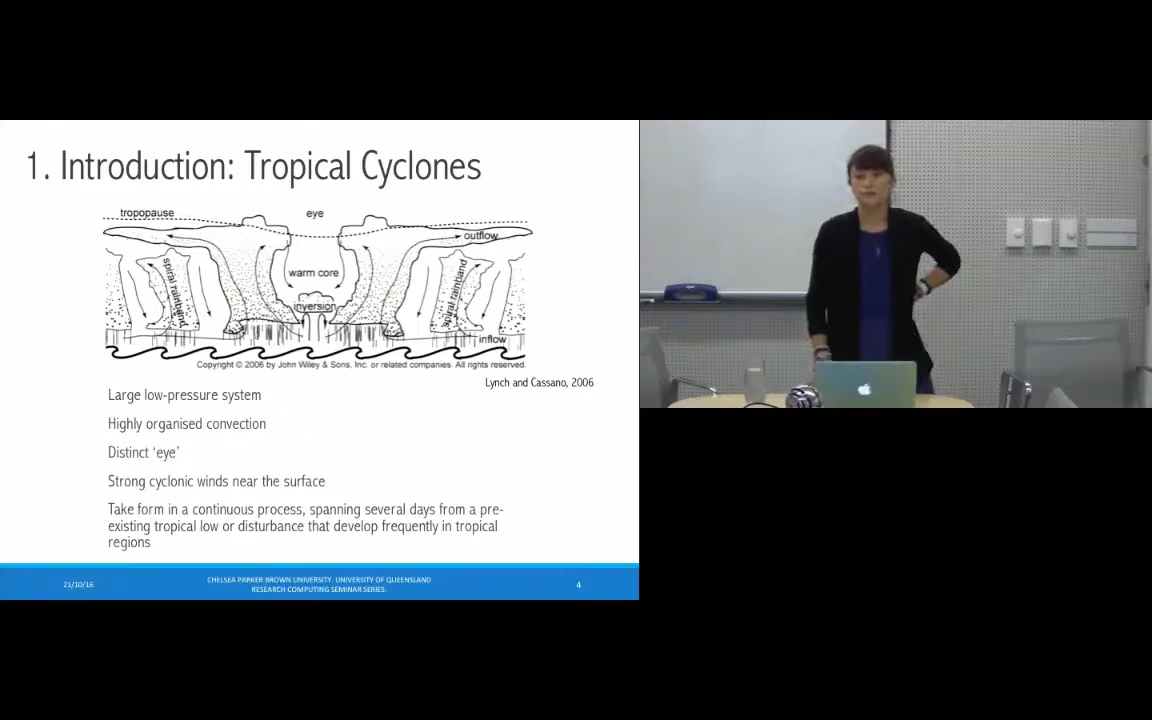 1. Introduction: Tropical Cyclones
tropopause
eye
outflow
warm core
spiral rainband
spiral rainband
inversion
inflow
Copyright © 2006 by John Wiley & Sons, Inc. or related companies. All rights reserved.
Lynch and Cassano, 2006
Large low-pressure system
Highly organised convection
Distinct ‘eye’
Strong cyclonic winds near the surface
Take form in a continuous process, spanning several days from a pre-
existing tropical low or disturbance that develop frequently in tropical
regions
21/10/16
CHELSEA PARKER BROWN UNIVERSITY. UNIVERSITY OF QUEENSLAND
RESEARCH COMPUTING SEMINAR SERIES.
4